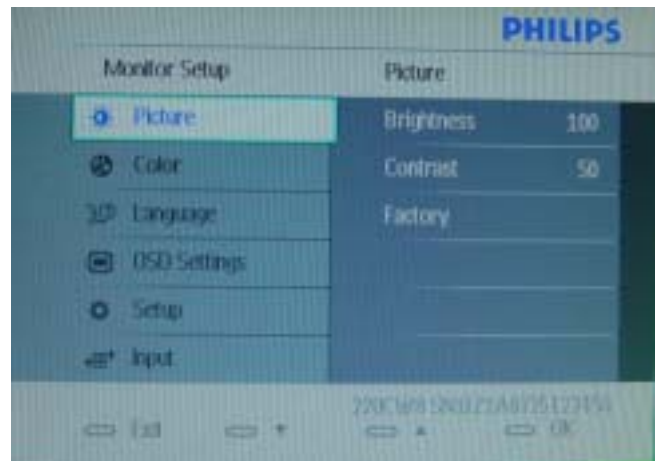 PHILIPS
Monitor Setup Picture
Picture Brightness 100
Color Contrast 50
Language Factory
OSD Settings
Setup
Input
Exit OK